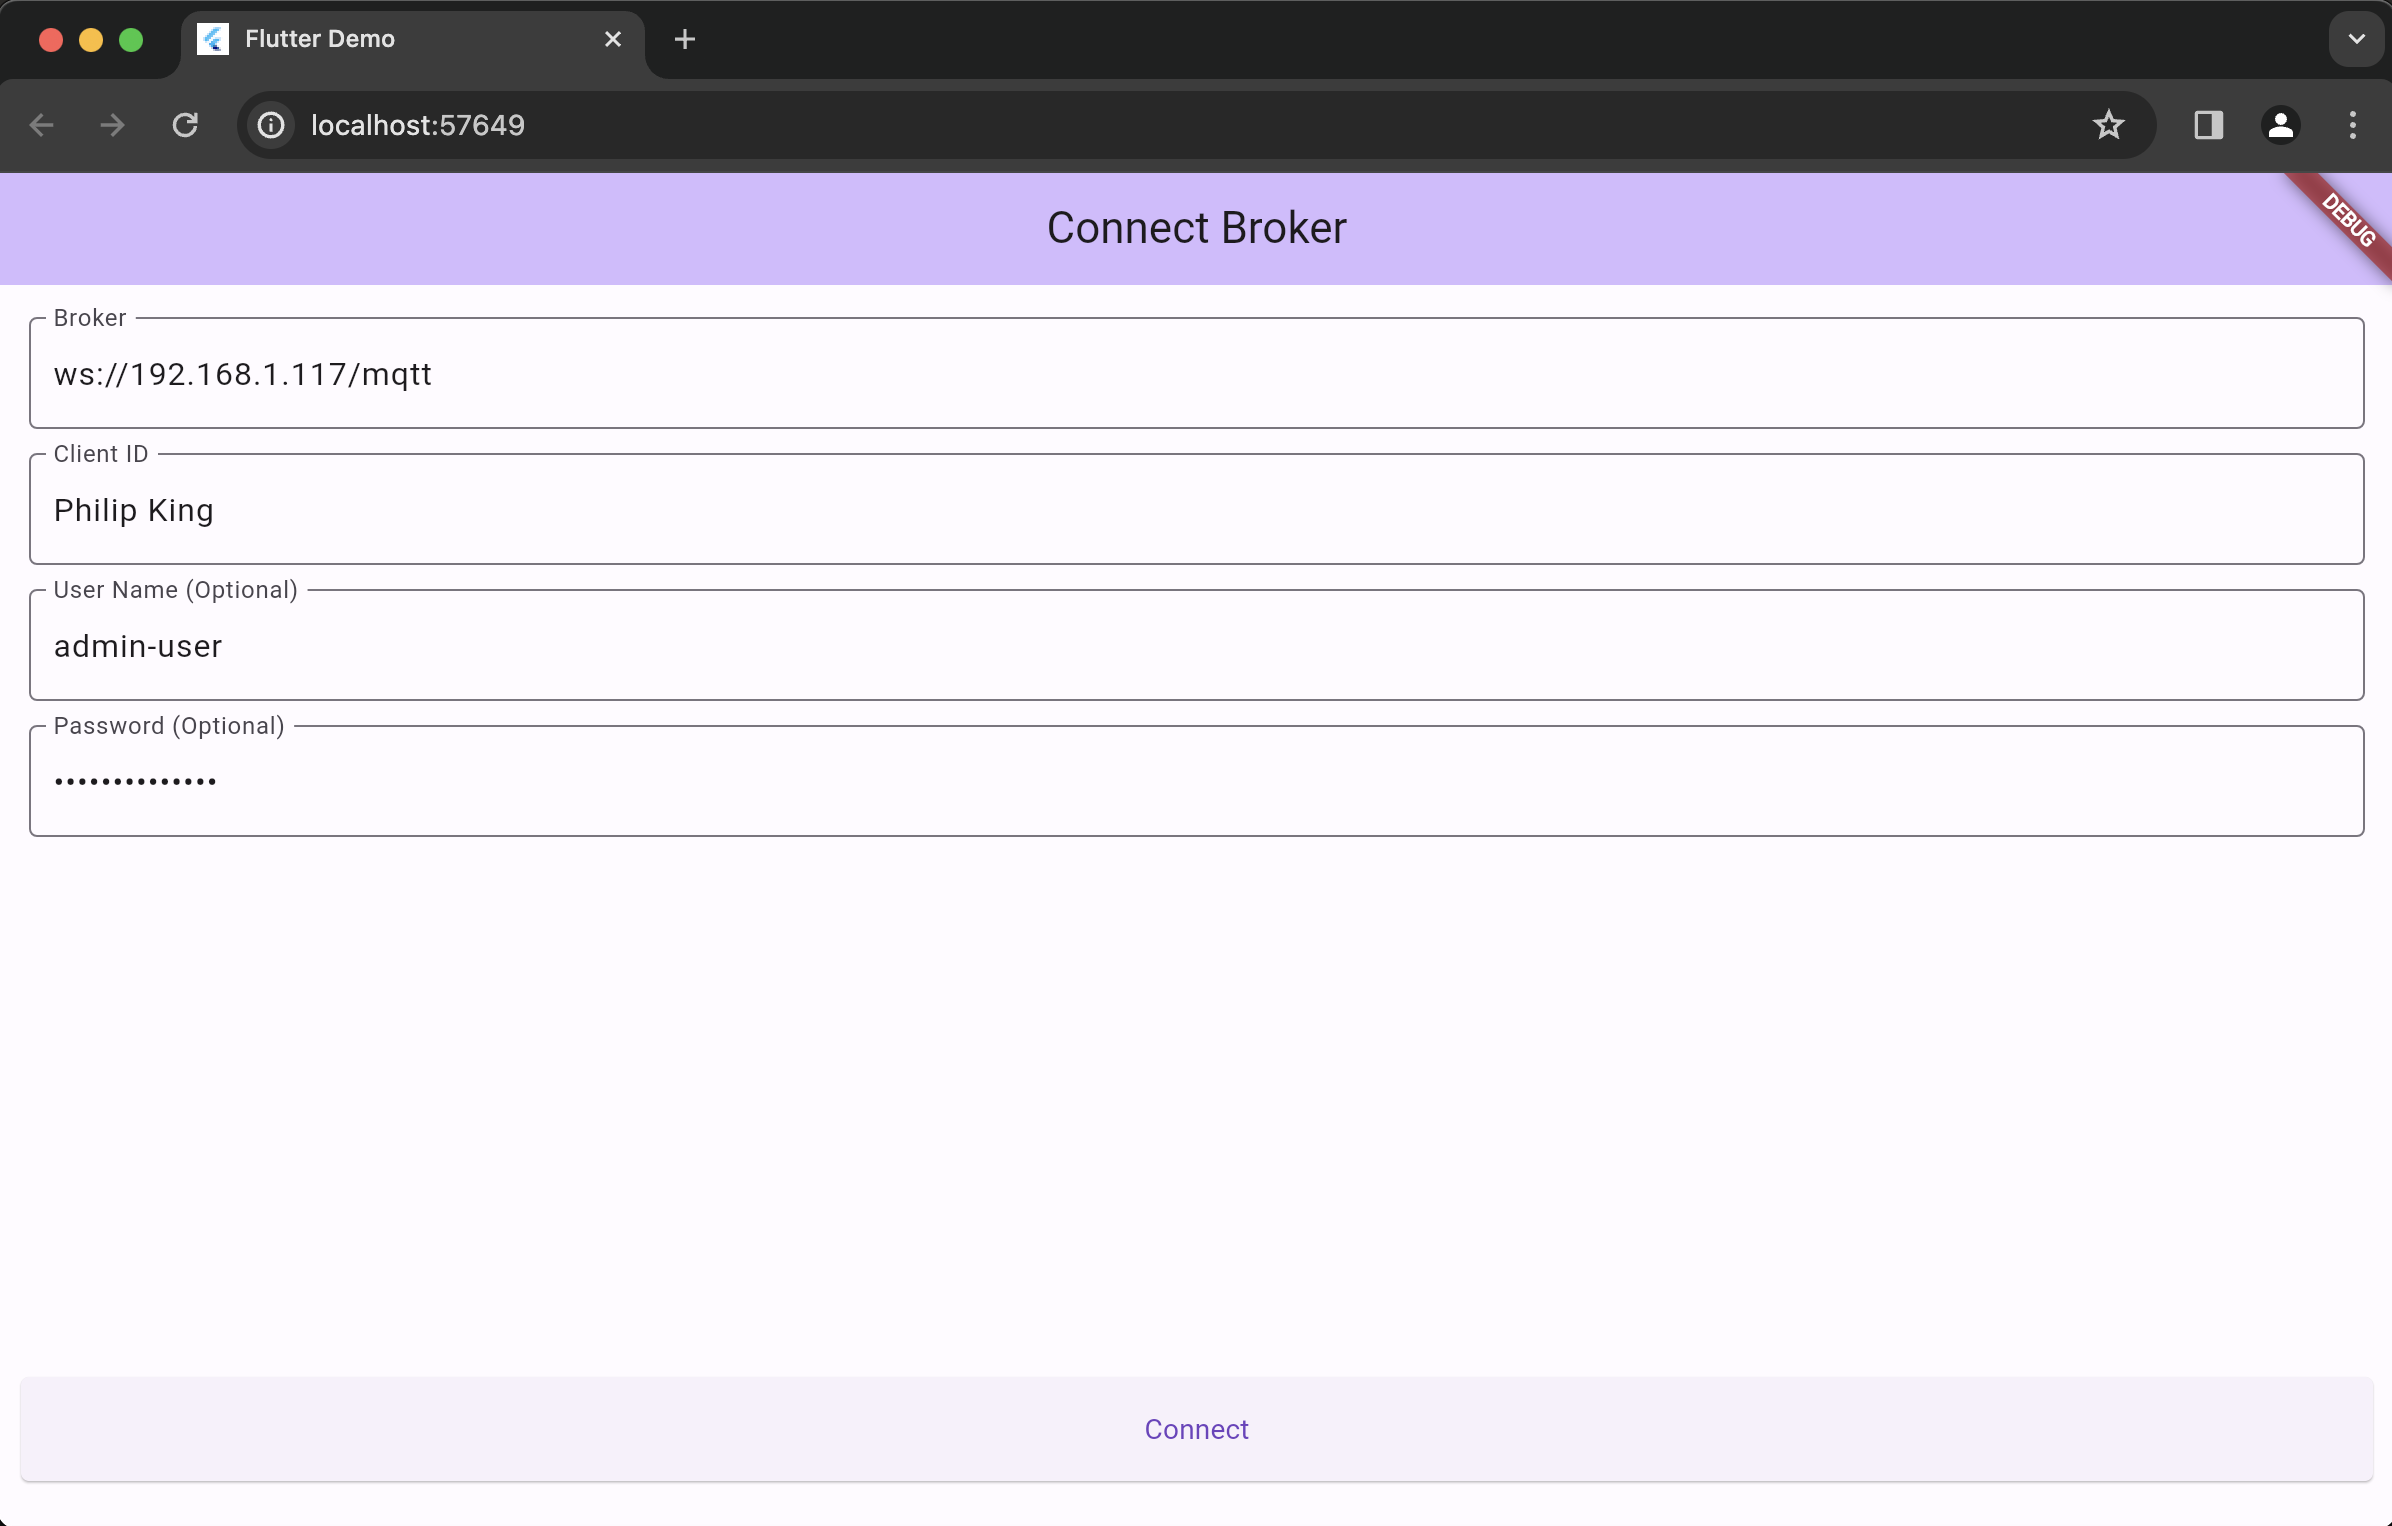 Flutter Demo
localhost:57649
Connect Broker
DEBUG
Broker
ws://192.168.1.117/mqtt
Client ID
Philip King
User Name (Optional)
admin-user
Password (Optional)
••••••••••••••
Connect